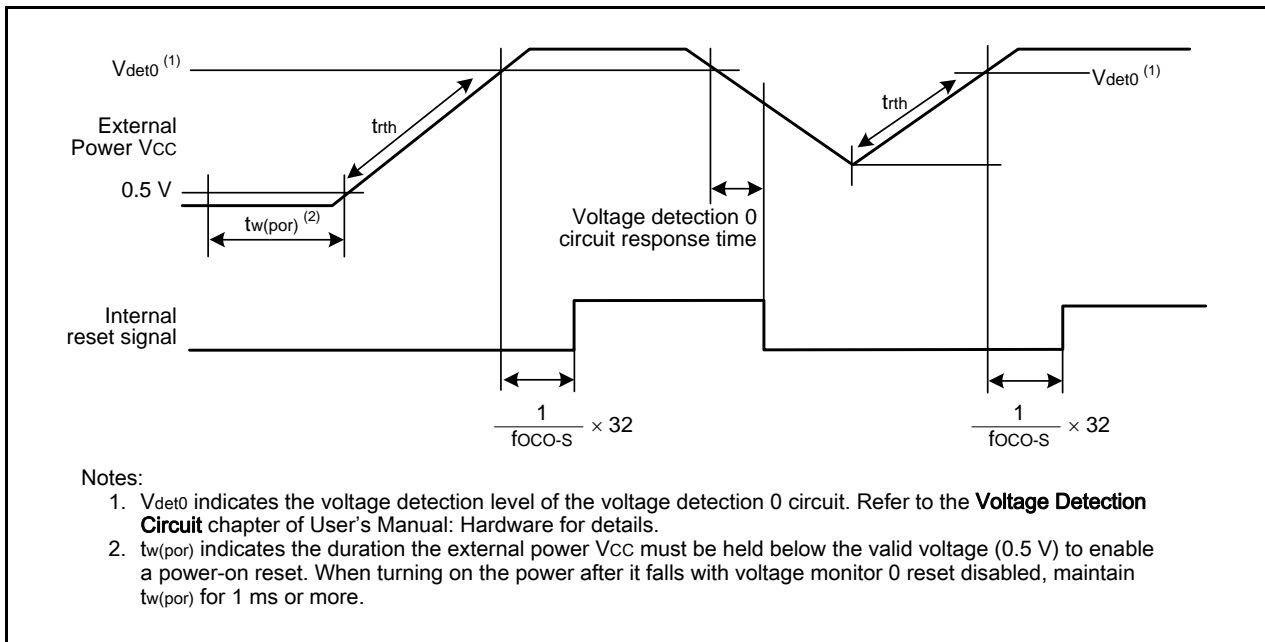 Vdet0 (1)
trth
External
Power VCC
0.5 V
tw(por) (2)
Voltage detection 0
circuit response time
trth
Vdet0 (1)
Internal
reset signal
1
fOCO-S
× 32
1
fOCO-S
× 32
Notes:
1. Vdet0 indicates the voltage detection level of the voltage detection 0 circuit. Refer to the Voltage Detection
Circuit chapter of User's Manual: Hardware for details.
2. tw(por) indicates the duration the external power VCC must be held below the valid voltage (0.5 V) to enable
a power-on reset. When turning on the power after it falls with voltage monitor 0 reset disabled, maintain
tw(por) for 1 ms or more.